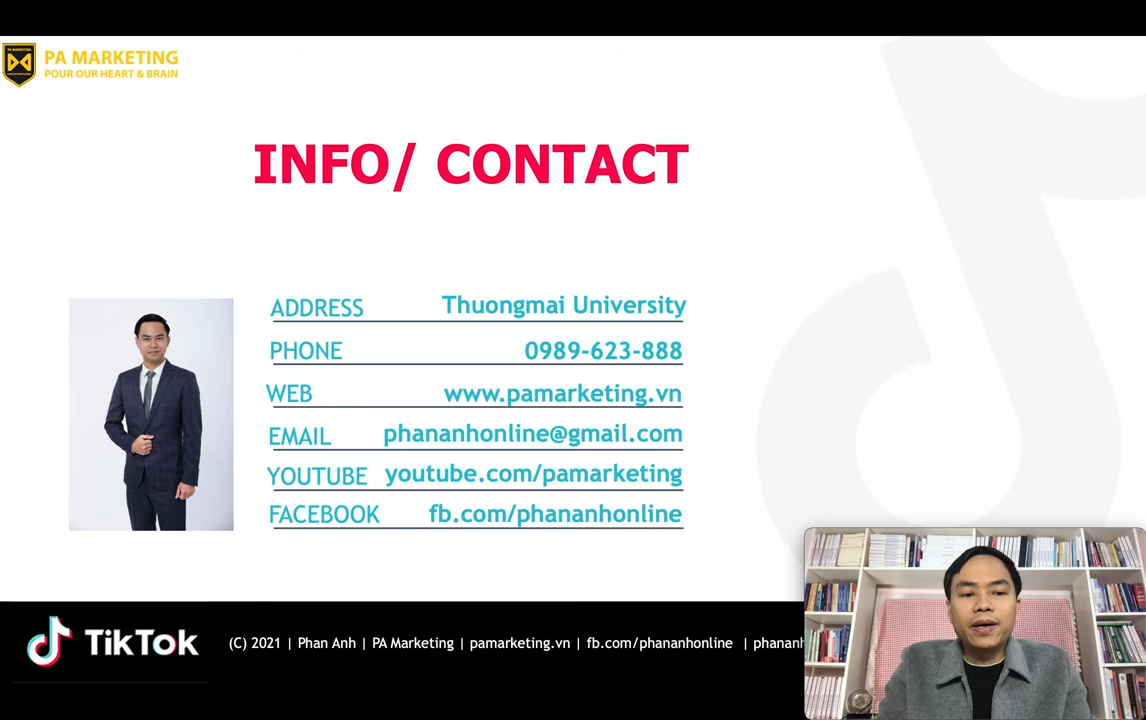 PA MARKETING
POUR OUR HEART & BRAIN
INFO/ CONTACT
ADDRESS Thuongmai University
PHONE 0989-623-888
WEB www.pamarketing.vn
EMAIL phananhonline@gmail.com
YOUTUBE youtube.com/pamarketing
FACEBOOK fb.com/phananhonline
TikTok (C) 2021 | Phan Anh | PA Marketing | pamarketing.vn | fb.com/phananhonline | phananh